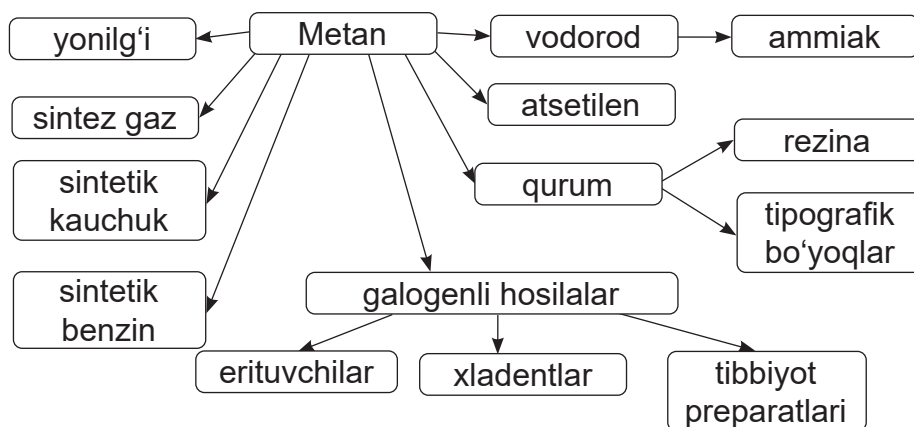 yonilg‘i
Metan
vodorod
ammiak
sintez gaz
atsetilen
rezina
sintetik
kauchuk
qurum
tipografik
bo‘yoqlar
sintetik
benzin
galogenli hosilalar
erituvchilar
xladentlar
tibbiyot
preparatlari